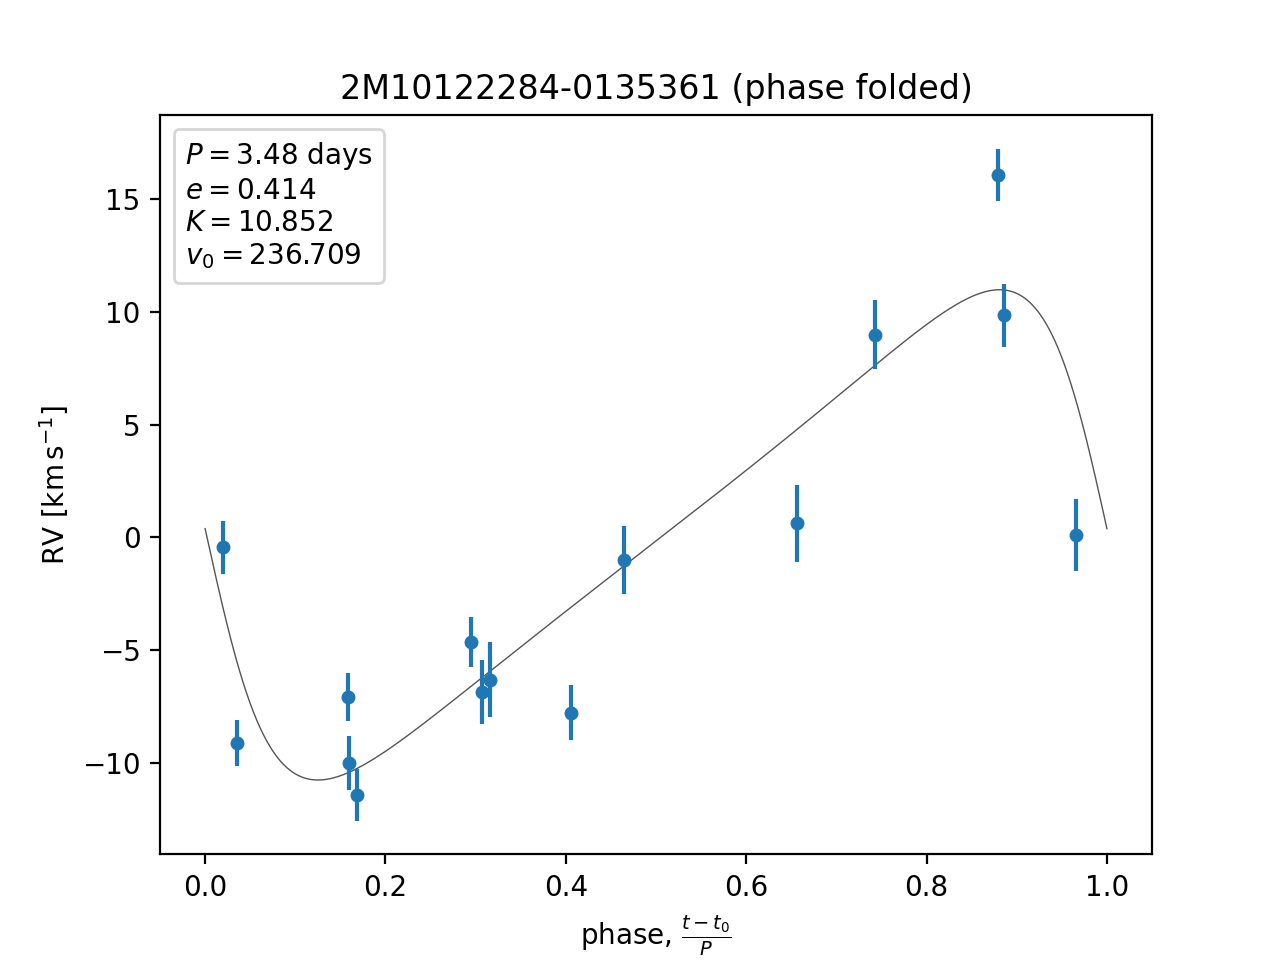 2M10122284-0135361 (phase folded)
P = 3.48 days
e = 0.414
K = 10.852
v₀ = 236.709
RV [km s⁻¹]
15
10
5
0
−5
−10
0.0 0.2 0.4 0.6 0.8 1.0
phase, (t − t₀)/P